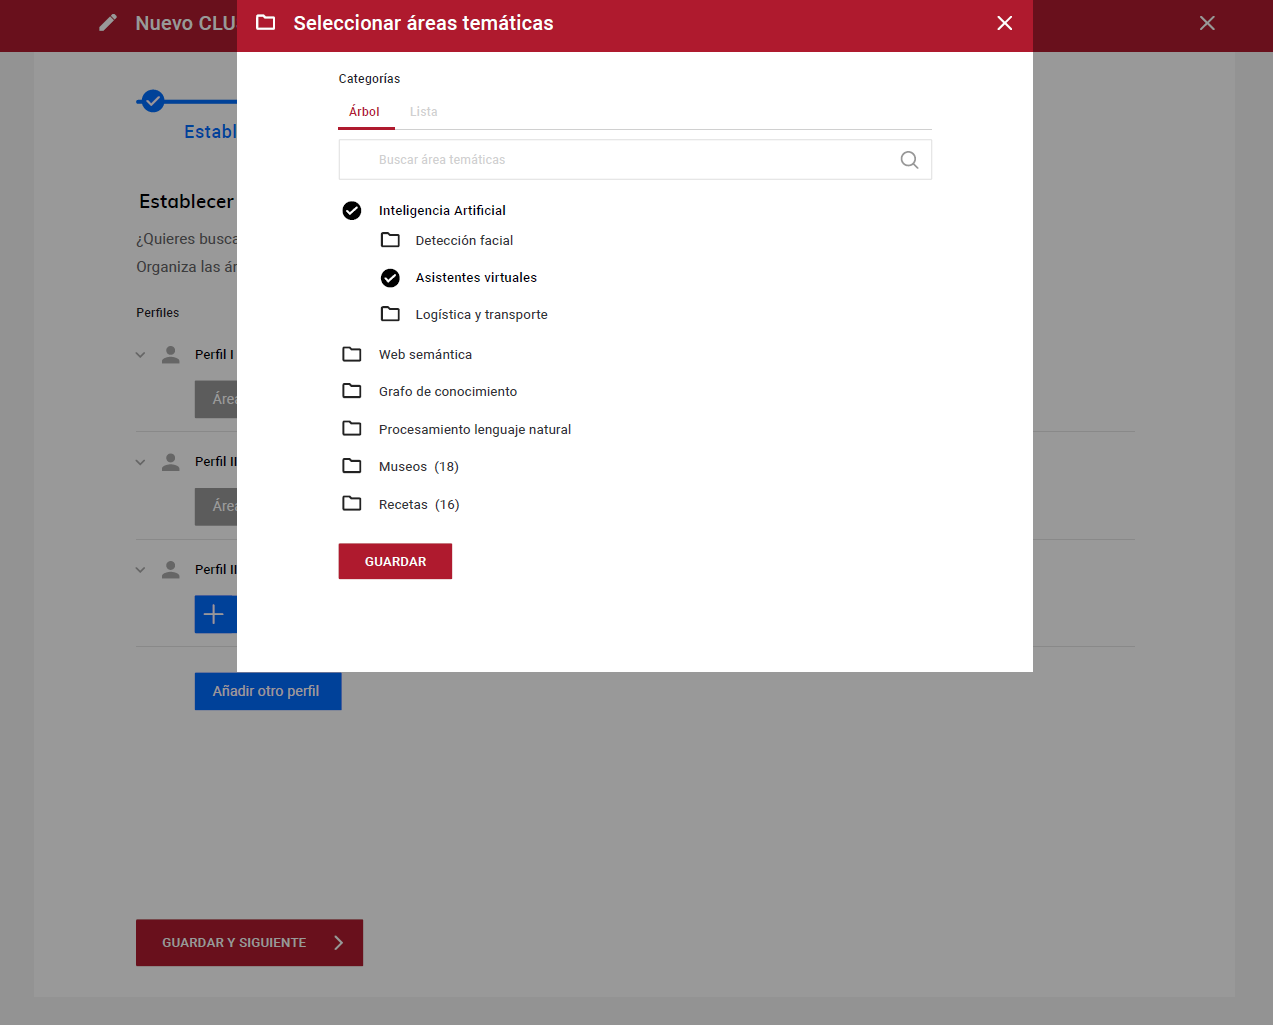 Nuevo CLU
Seleccionar áreas temáticas
Categorías
Árbol Lista
Buscar área temáticas
Inteligencia Artificial
Detección facial
Asistentes virtuales
Logística y transporte
Web semántica
Grafo de conocimiento
Procesamiento lenguaje natural
Museos (18)
Recetas (16)
GUARDAR
Establ
Establecer
¿Quieres busca
Organiza las ár
Perfiles
Perfil I
Área
Perfil II
Área
Perfil II
Añadir otro perfil
GUARDAR Y SIGUIENTE